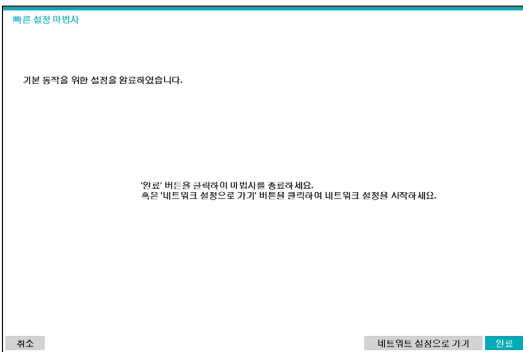 빠른 설정 마법사
기본 동작을 위한 설정을 완료하였습니다.
'완료' 버튼을 클릭하여 마법사를 종료하세요.
혹은 '네트워크 설정으로 가기' 버튼을 클릭하여 네트워크 설정을 시작하세요.
취소
네트워트 설정으로 가기
완료